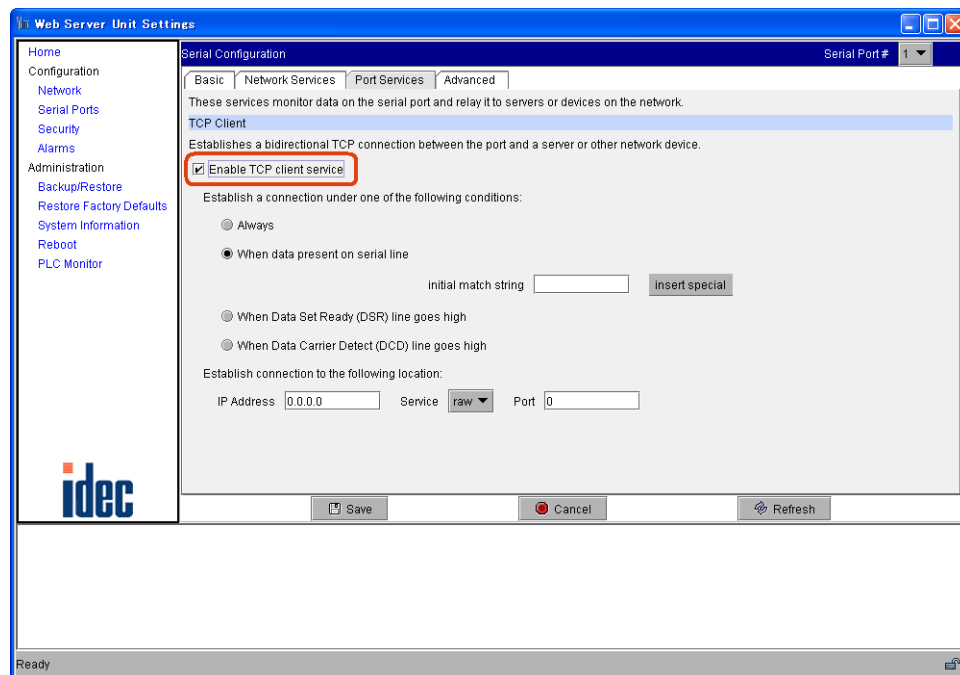 Web Server Unit Settings
Home
Configuration
Network
Serial Ports
Security
Alarms
Administration
Backup/Restore
Restore Factory Defaults
System Information
Reboot
PLC Monitor
idec
Serial Configuration Serial Port # 1
Basic Network Services Port Services Advanced
These services monitor data on the serial port and relay it to servers or devices on the network.
TCP Client
Establishes a bidirectional TCP connection between the port and a server or other network device.
Enable TCP client service
Establish a connection under one of the following conditions:
Always
When data present on serial line
initial match string insert special
When Data Set Ready (DSR) line goes high
When Data Carrier Detect (DCD) line goes high
Establish connection to the following location:
IP Address 0.0.0.0 Service raw Port 0
Save Cancel Refresh
Ready